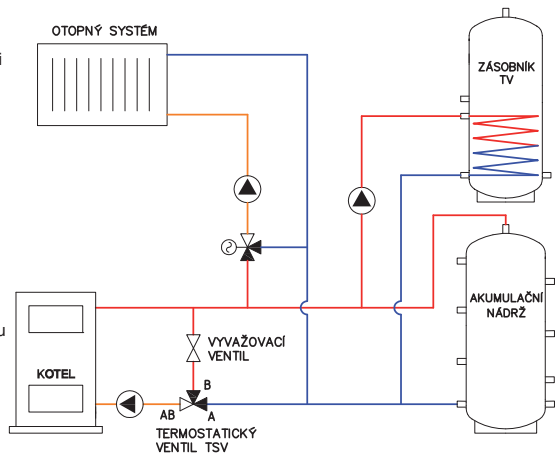 OTOPNÝ SYSTÉM
i
ZÁSOBNÍK
TV
AKUMULAČNÍ
NÁDRŽ
u
VYVAŽOVACÍ
VENTIL
KOTEL
B
AB
A
TERMOSTATICKÝ
VENTIL TSV